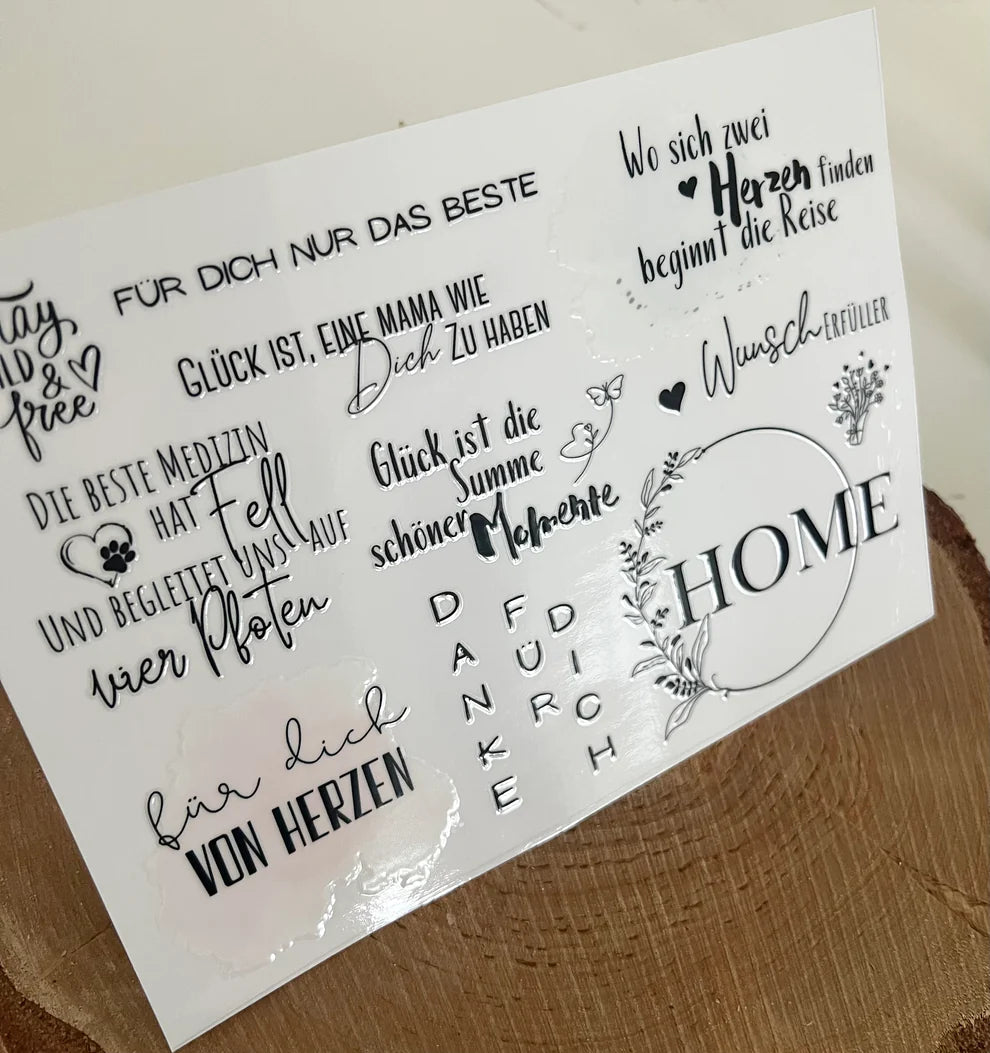 FÜR DICH NUR DAS BESTE
Wo sich zwei
Herzen finden
beginnt die Reise
tay
LD &
free
GLÜCK IST, EINE MAMA WIE
Dich ZU HABEN
Wunsch ERFÜLLER
DIE BESTE MEDIZIN
HAT Fell
UND BEGLEITET UNS AUF
vier Pfoten
Glück ist die
Summe
schöner Momente
HOME
DANKE
FÜR
DICH
für dich
VON HERZEN